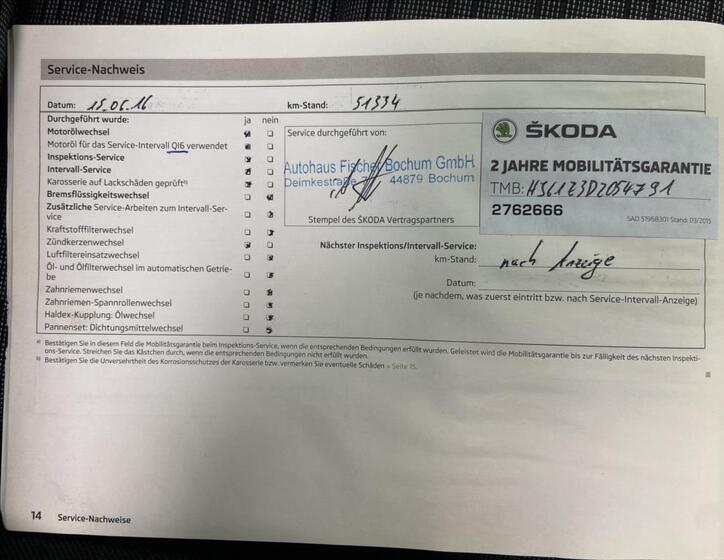 Service-Nachweis
Datum: 15.06.16
km-Stand: 51334
Durchgeführt wurde: ja nein
Motorölwechsel
Motoröl für das Service-Intervall QI6 verwendet
Inspektions-Service
Intervall-Service
Karosserie auf Lackschäden geprüft
Bremsflüssigkeitswechsel
Zusätzliche Service-Arbeiten zum Intervall-Ser-
vice
Kraftstofffilterwechsel
Zündkerzenwechsel
Luftfiltereinsatzwechsel
Öl- und Ölfilterwechsel im automatischen Getrie-
be
Zahnriemenwechsel
Zahnriemen-Spannrollenwechsel
Haldex-Kupplung: Ölwechsel
Pannenset: Dichtungsmittelwechsel
Service durchgeführt von:
Autohaus Fischer Bochum GmbH
Deimkestraße 44879 Bochum
Stempel des ŠKODA Vertragspartners
ŠKODA
2 JAHRE MOBILITÄTSGARANTIE
TMB:
2762666
SAD 51968301 Stand: 03/2015
Nächster Inspektions/Intervall-Service:
km-Stand: nach Anzeige
Datum:
(je nachdem, was zuerst eintritt bzw. nach Service-Intervall-Anzeige)
a) Bestätigen Sie in diesem Feld die Mobilitätsgarantie beim Inspektions-Service, wenn die entsprechenden Bedingungen erfüllt wurden. Geleistet wird die Mobilitätsgarantie bis zur Fälligkeit des nächsten Inspekti-
ons-Service. Streichen Sie das Kästchen durch, wenn die entsprechenden Bedingungen nicht erfüllt wurden.
b) Bestätigen Sie die Unversehrtheit des Korrosionsschutzes der Karosserie bzw. vermerken Sie eventuelle Schäden » Seite 15.
14 Service-Nachweise